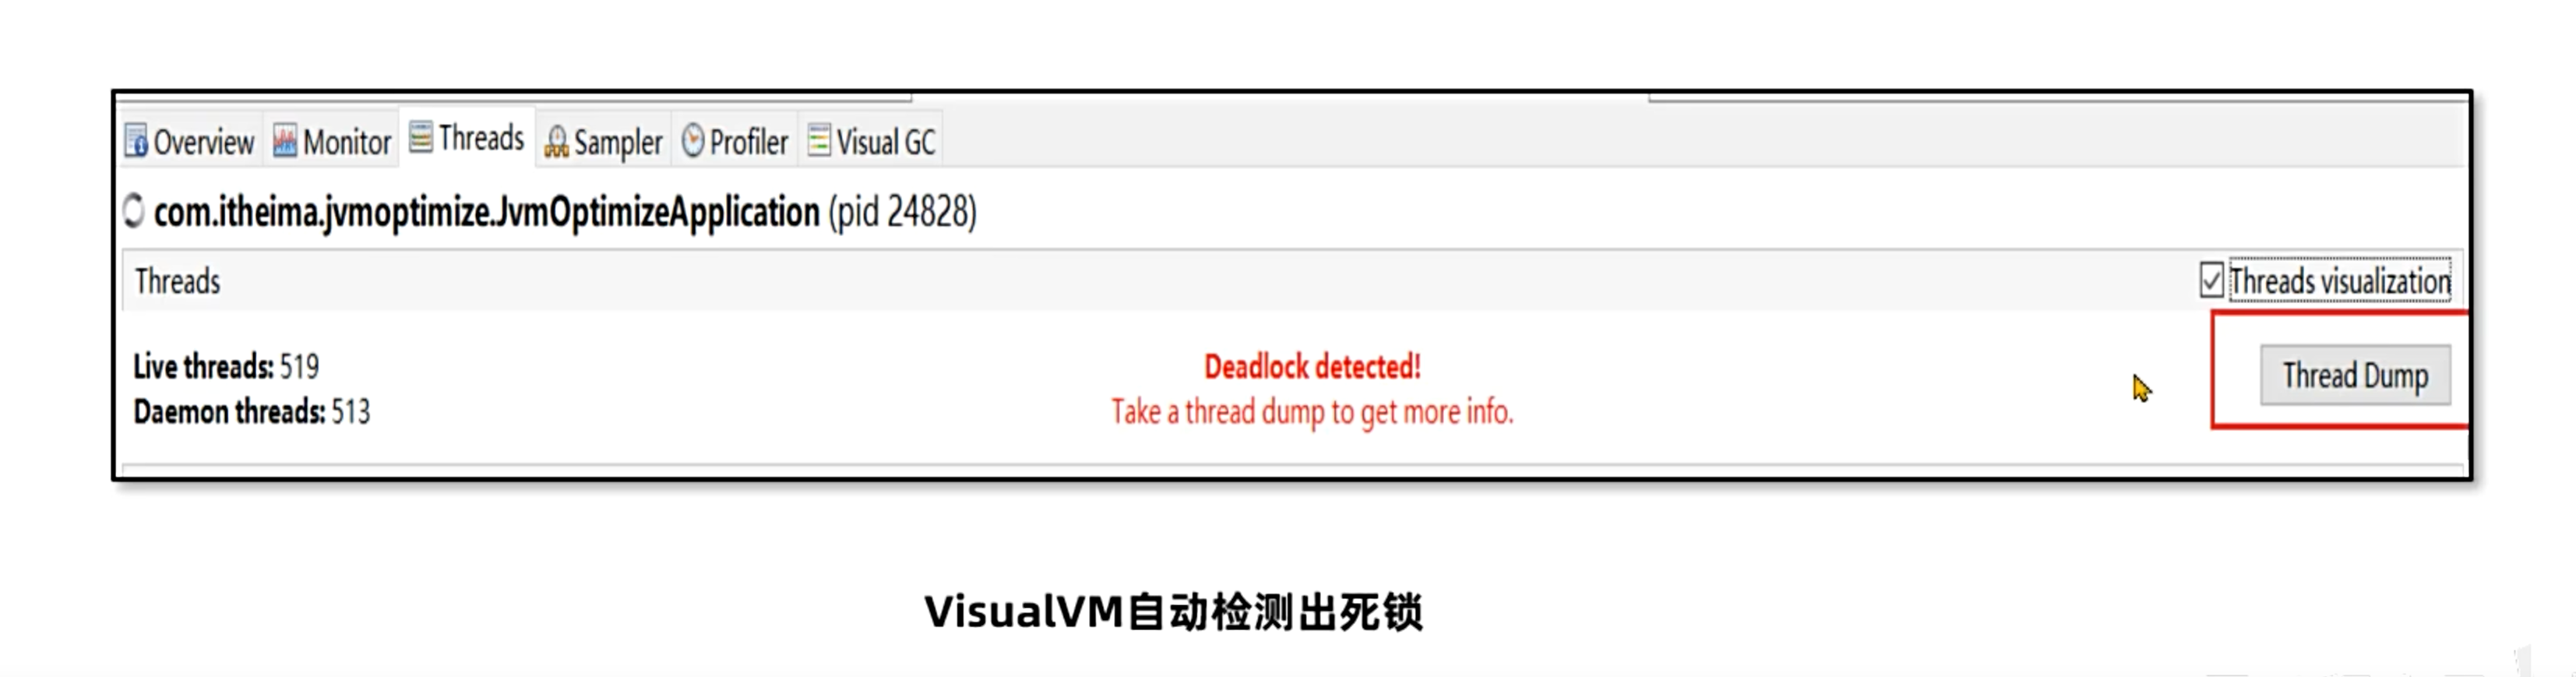 Overview Monitor Threads Sampler Profiler Visual GC
com.itheima.jvmoptimize.JvmOptimizeApplication (pid 24828)
Threads
Threads visualization
Live threads: 519
Daemon threads: 513
Deadlock detected!
Take a thread dump to get more info.
Thread Dump
VisualVM自动检测出死锁